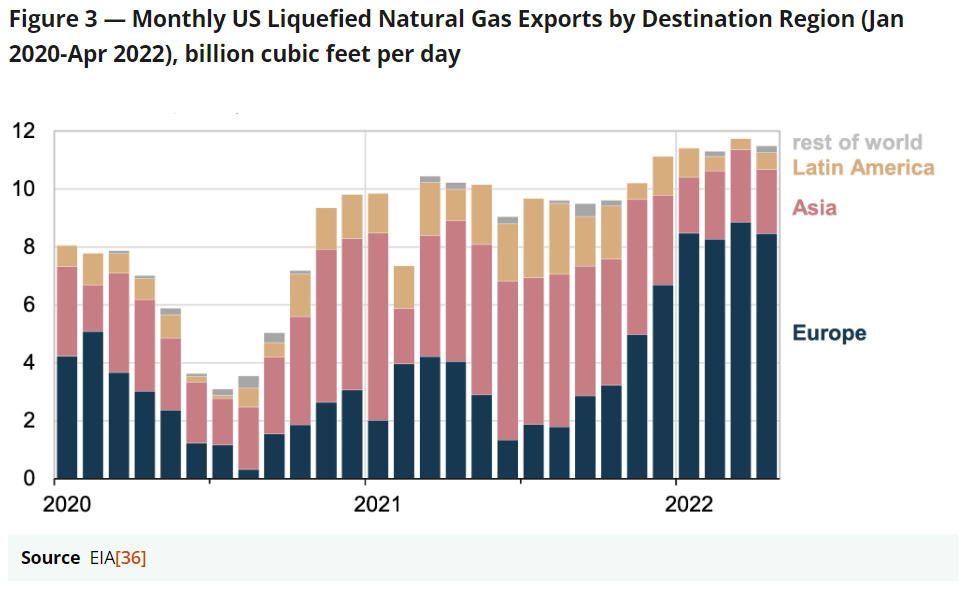 Figure 3 — Monthly US Liquefied Natural Gas Exports by Destination Region (Jan
2020-Apr 2022), billion cubic feet per day
12
10
8
6
4
2
0
2020
2021
2022
rest of world
Latin America
Asia
Europe
Source EIA[36]